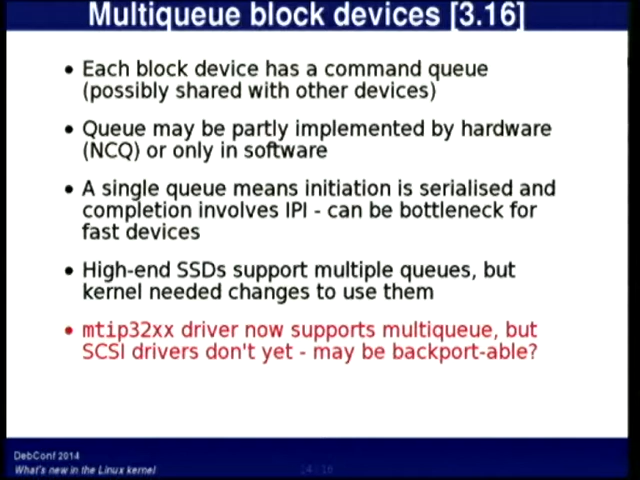 Multiqueue block devices [3.16]
• Each block device has a command queue
(possibly shared with other devices)
• Queue may be partly implemented by hardware
(NCQ) or only in software
• A single queue means initiation is serialised and
completion involves IPI - can be bottleneck for
fast devices
• High-end SSDs support multiple queues, but
kernel needed changes to use them
• mtip32xx driver now supports multiqueue, but
SCSI drivers don't yet - may be backport-able?
DebConf 2014
What's new in the Linux kernel
24 / 16